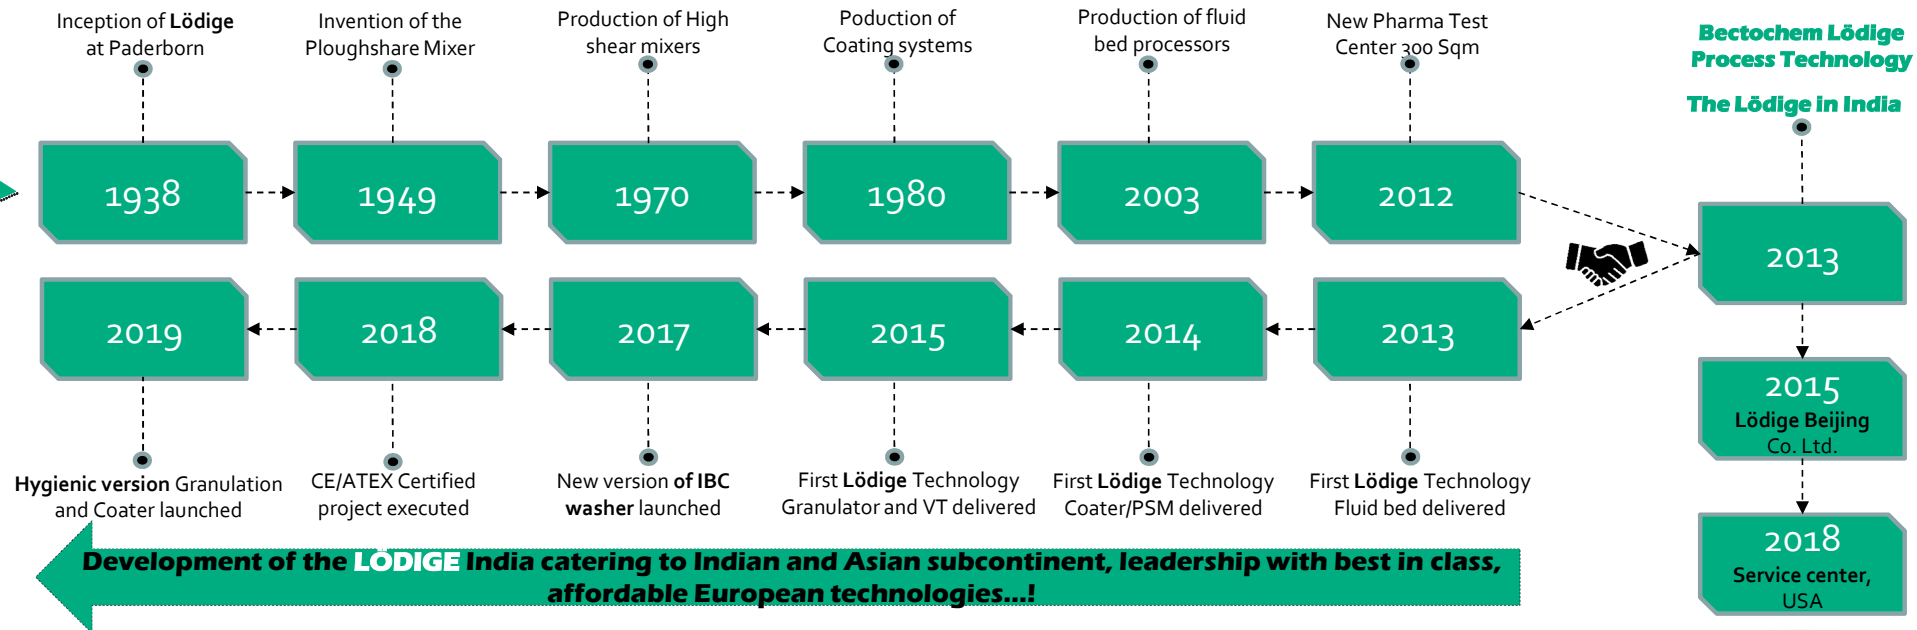 Inception of Lödige
at Paderborn
Invention of the
Ploughshare Mixer
Production of High
shear mixers
Poduction of
Coating systems
Production of fluid
bed processors
New Pharma Test
Center 300 Sqm
Bectochem Lödige
Process Technology
The Lödige in India
1938
1949
1970
1980
2003
2012
2013
2019
2018
2017
2015
2014
2013
2015
Lödige Beijing
Co. Ltd.
Hygienic version Granulation
and Coater launched
CE/ATEX Certified
project executed
New version of IBC
washer launched
First Lödige Technology
Granulator and VT delivered
First Lödige Technology
Coater/PSM delivered
First Lödige Technology
Fluid bed delivered
2018
Service center,
USA
Development of the LÖDIGE India catering to Indian and Asian subcontinent, leadership with best in class,
affordable European technologies...!